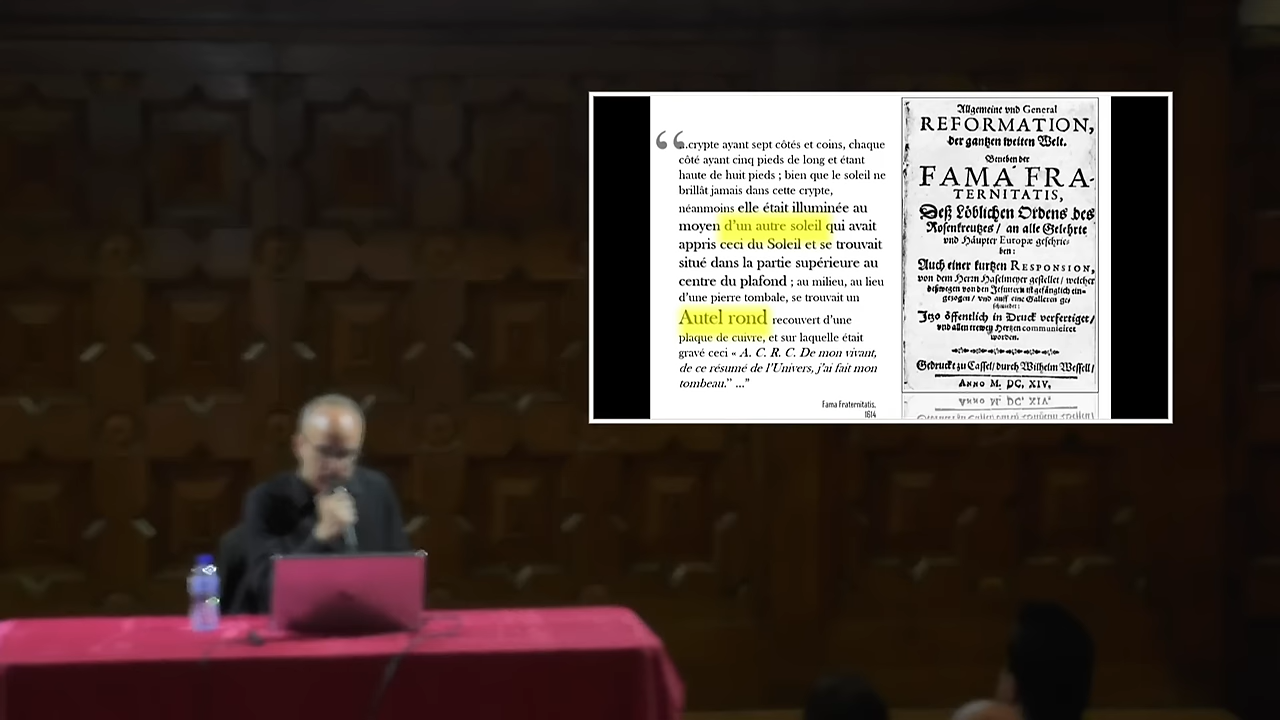 “.crypte ayant sept côtés et coins, chaque
côté ayant cinq pieds de long et étant
haute de huit pieds ; bien que le soleil ne
brillât jamais dans cette crypte,
néanmoins elle était illuminée au
moyen d’un autre soleil qui avait
appris ceci du Soleil et se trouvait
situé dans la partie supérieure au
centre du plafond ; au milieu, au lieu
d’une pierre tombale, se trouvait un
Autel rond recouvert d’une
plaque de cuivre, et sur laquelle était
gravé ceci « A. C. R. C. De mon vivant,
de ce résumé de l’Univers, j’ai fait mon
tombeau.” ...”
Fama Fraternitatis,
1614
Allgemeine vnd General
REFORMATION,
der gantzen weiten Welt.
Beneben der
FAMA FRA-
TERNITATIS,
Deß Löblichen Ordens des
Rosenkreutzes / an alle Gelehrte
vnd Häupter Europæ geschrie-
ben :
Auch einer kurtzen RESPONSION,
von dem Herrn Haselmeyer gestellet / welcher
deßwegen von den Jesuitern ist gefänglich ein-
gezogen / vnd auff eine Galleren ge-
schmiedet :
Jtzo öffentlich in Druck verfertiget /
vnd allen trewen Hertzen communiciret
worden.
Gedruckt zu Cassel / durch Wilhelm Wessell /
ANNO M. DC, XIV.